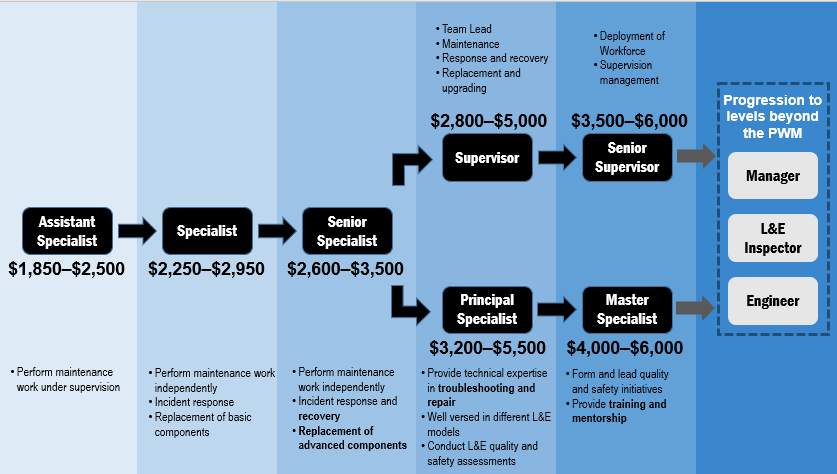 • Team Lead
• Maintenance
• Response and recovery
• Replacement and
upgrading
• Deployment of
Workforce
• Supervision
management
$2,800–$5,000
$3,500–$6,000
Supervisor
Senior
Supervisor
Progression to
levels beyond
the PWM
Manager
L&E
Inspector
Engineer
Assistant
Specialist
$1,850–$2,500
Specialist
$2,250–$2,950
Senior
Specialist
$2,600–$3,500
Principal
Specialist
$3,200–$5,500
Master
Specialist
$4,000–$6,000
• Perform maintenance
work under supervision
• Perform maintenance work
independently
• Incident response
• Replacement of basic
components
• Perform maintenance
work independently
• Incident response and
recovery
• Replacement of
advanced components
• Provide technical expertise
in troubleshooting and
repair
• Well versed in different L&E
models
• Conduct L&E quality and
safety assessments
• Form and lead quality
and safety initiatives
• Provide training and
mentorship